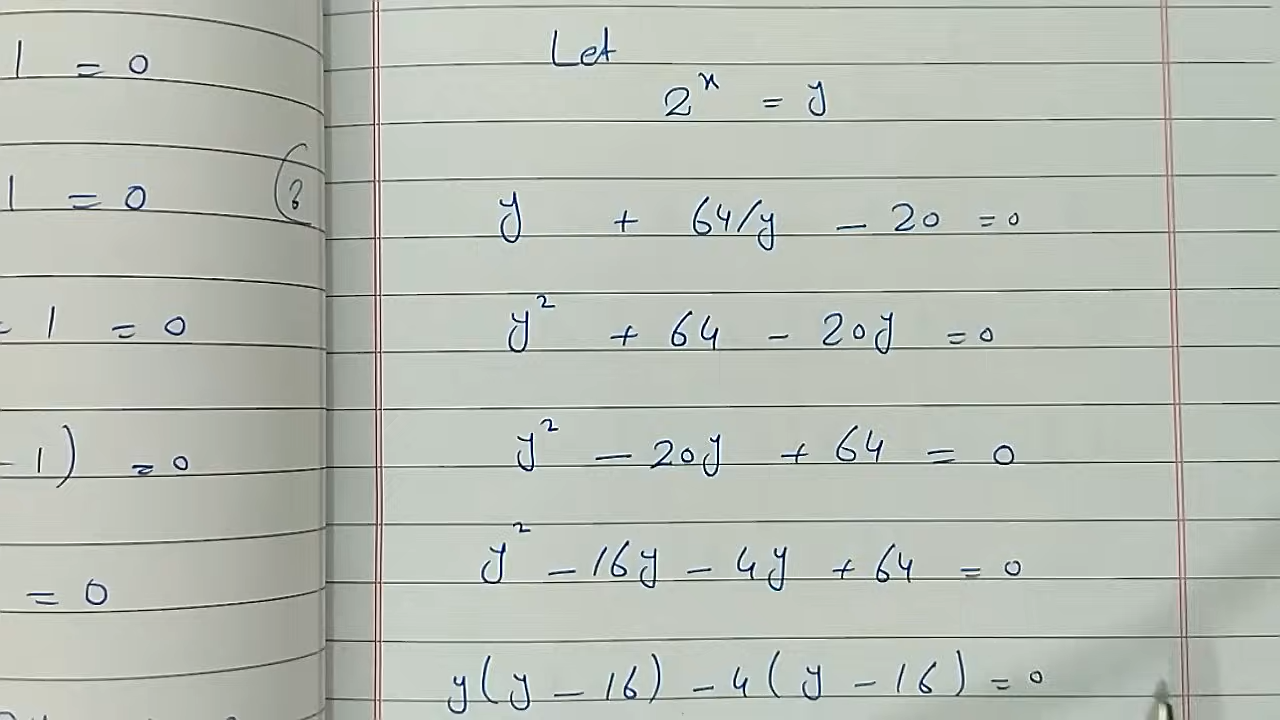 1 = 0
1 = 0
- 1 = 0
- 1) = 0
= 0
Let
2^x = y
y + 64/y - 20 = 0
y² + 64 - 20y = 0
y² - 20y + 64 = 0
y² - 16y - 4y + 64 = 0
y(y - 16) - 4(y - 16) = 0